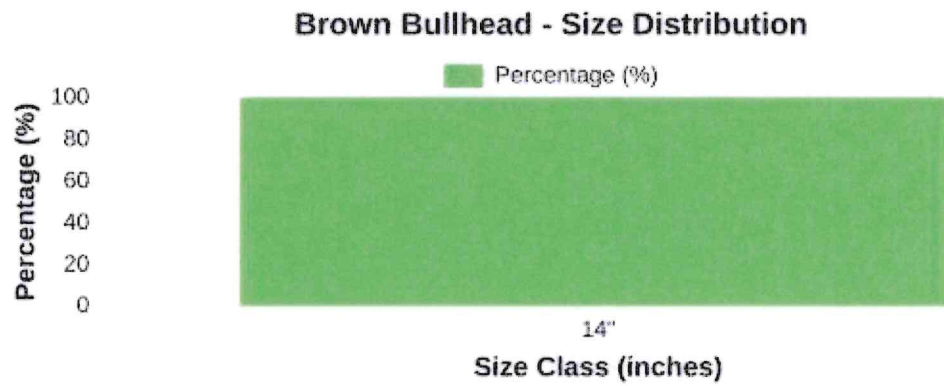 Brown Bullhead - Size Distribution
Percentage (%)
Percentage (%)
100
80
60
40
20
0
14"
Size Class (inches)